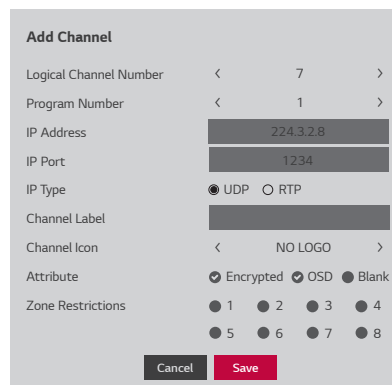 Add Channel
Logical Channel Number < 7 >
Program Number < 1 >
IP Address 224.3.2.8
IP Port 1234
IP Type UDP RTP
Channel Label
Channel Icon < NO LOGO >
Attribute Encrypted OSD Blank
Zone Restrictions 1 2 3 4
5 6 7 8
Cancel Save